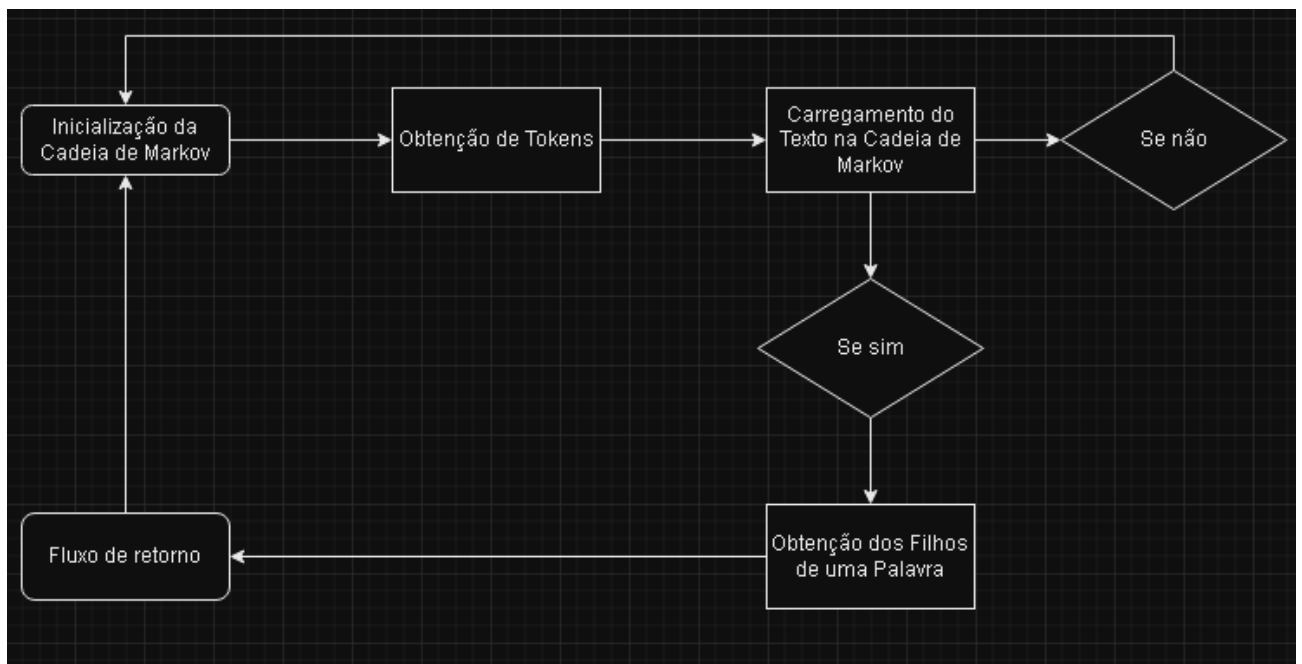 Inicialização da
Cadeia de Markov
Obtenção de Tokens
Carregamento do
Texto na Cadeia de
Markov
Se não
Se sim
Fluxo de retorno
Obtenção dos Filhos
de uma Palavra